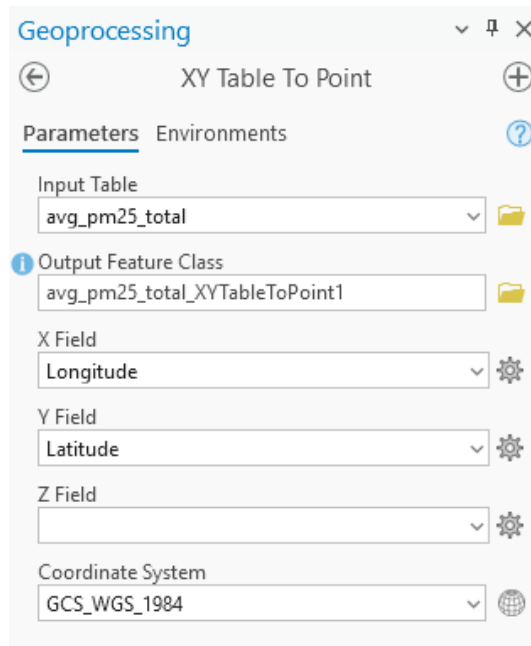 Geoprocessing
XY Table To Point
Parameters Environments
?
Input Table
avg_pm25_total
i Output Feature Class
avg_pm25_total_XYTableToPoint1
X Field
Longitude
Y Field
Latitude
Z Field
Coordinate System
GCS_WGS_1984